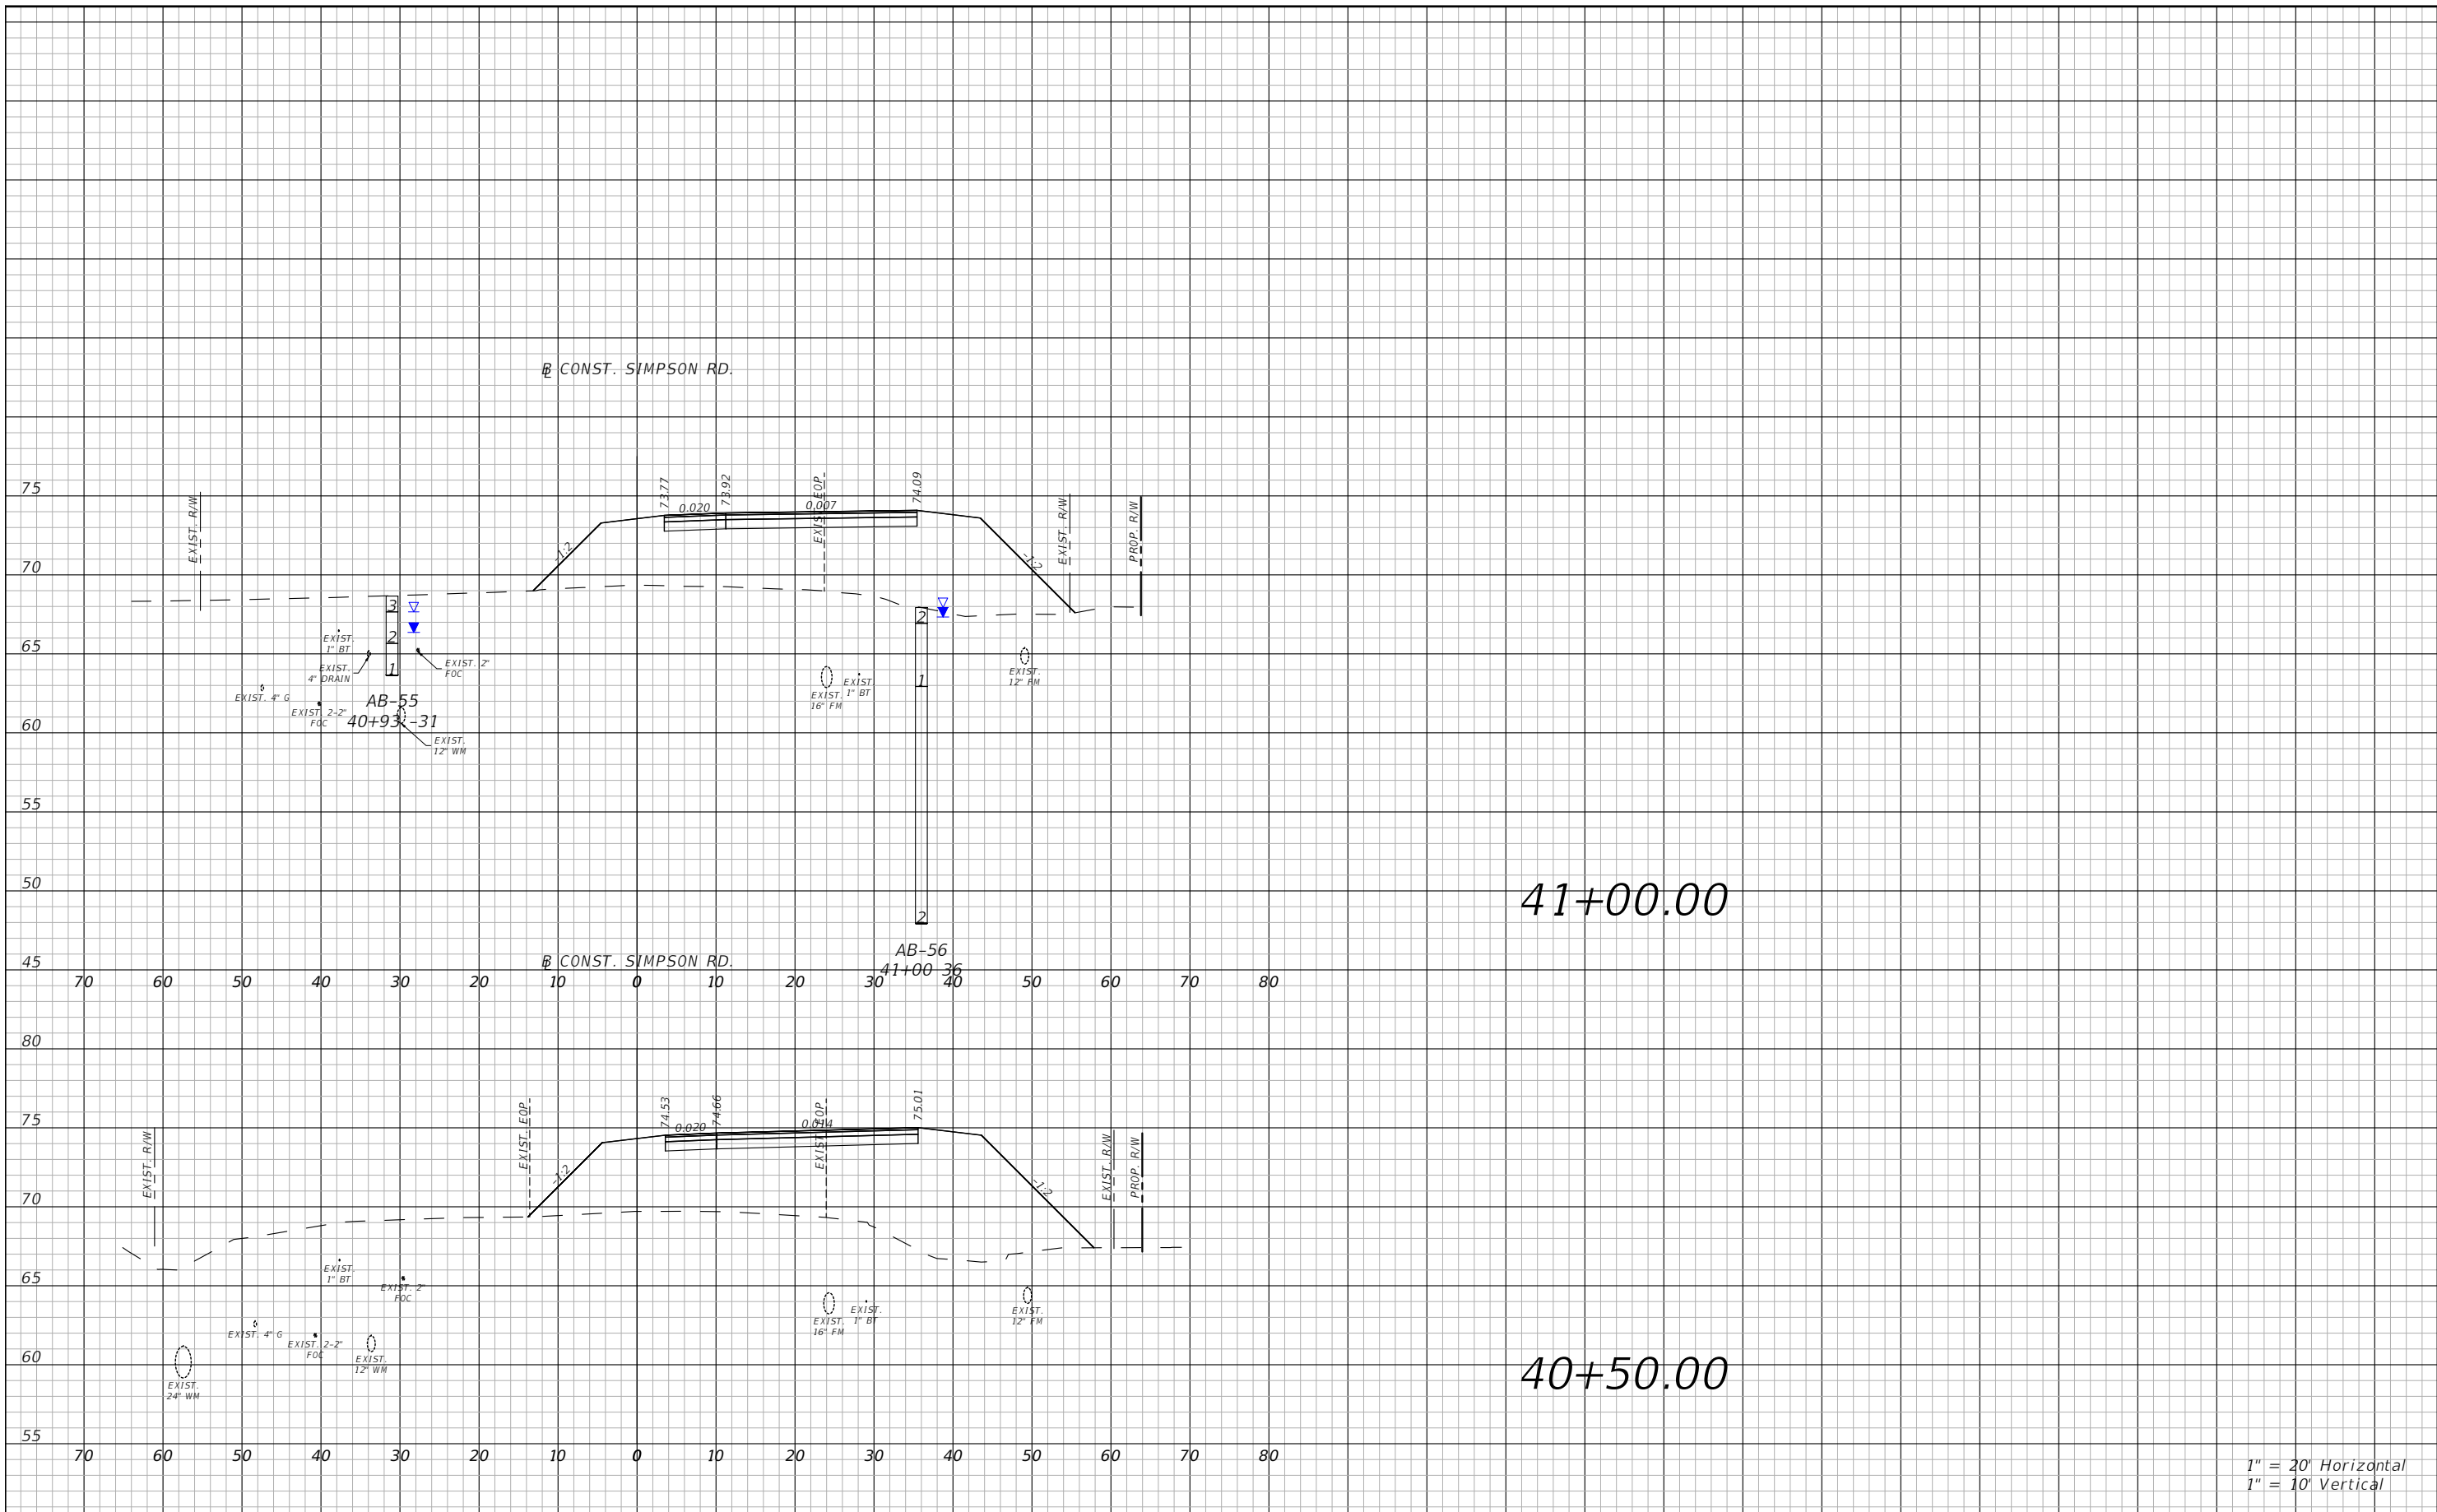 ℄ CONST. SIMPSON RD.
75
70
65
60
55
50
45
EXIST. R/W
73.77
0.020
73.92
EXIST. EOP
0.007
74.09
EXIST. R/W
PROP. R/W
-1:2
-1:2
3
2
1
2
1
2
EXIST.
1" BT
EXIST.
4" DRAIN
EXIST. 2"
FOC
EXIST. 4" G
EXIST. 2-2"
FOC
AB-55
40+93 -31
EXIST.
12" WM
EXIST.
16" FM
EXIST.
1" BT
EXIST.
12" FM
41+00.00
AB-56
41+00 36
℄ CONST. SIMPSON RD.
70 60 50 40 30 20 10 0 10 20 30 40 50 60 70 80
80
75
70
65
60
55
EXIST. R/W
EXIST. EOP
74.53
0.020
74.66
EXIST. EOP
0.014
75.01
EXIST. R/W
PROP. R/W
-1:2
-1:2
EXIST.
1" BT
EXIST. 2"
FOC
EXIST. 4" G
EXIST. 2-2"
FOC
EXIST.
12" WM
EXIST.
24" WM
EXIST.
16" FM
EXIST.
1" BT
EXIST.
12" FM
40+50.00
70 60 50 40 30 20 10 0 10 20 30 40 50 60 70 80
1" = 20' Horizontal
1" = 10' Vertical